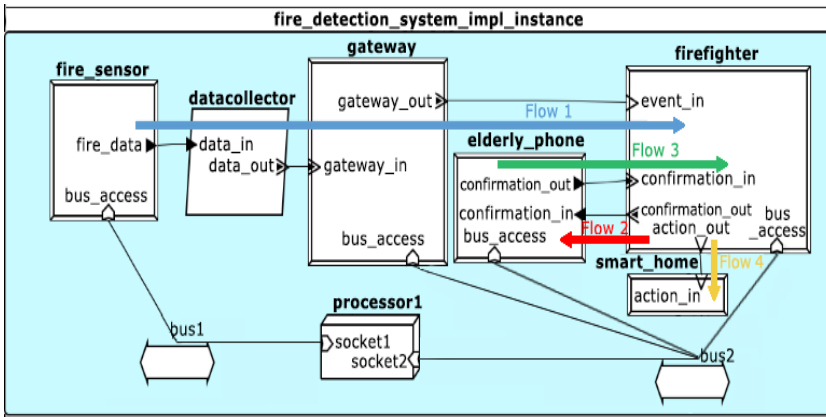 fire_detection_system_impl_instance
gateway
firefighter
fire_sensor
datacollector
gateway_out
event_in
Flow 1
elderly_phone
fire_data
data_in
data_out
gateway_in
Flow 3
confirmation_out
confirmation_in
bus_access
confirmation_in
confirmation_out
Flow 2
action_out
bus
_access
bus_access
bus_access
smart_home
Flow 4
action_in
processor1
bus1
socket1
socket2
bus2